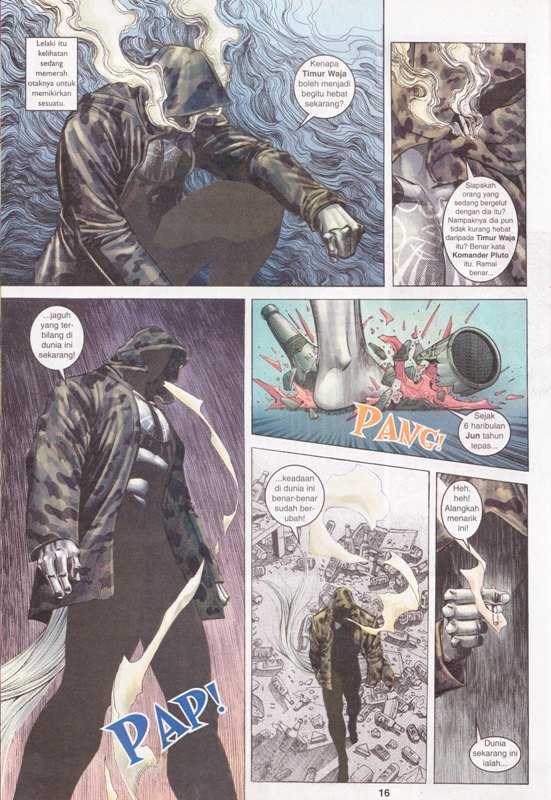 Lelaki itu
kelihatan
sedang
memerah
otaknya untuk
memikirkan
sesuatu.
Kenapa
Timur Waja
boleh menjadi
begitu hebat
sekarang?
Siapakah
orang yang
sedang bergelut
dengan dia itu?
Nampaknya dia pun
tidak kurang hebat
daripada Timur Waja
itu? Benar kata
Komander Pluto
itu. Ramai
benar...
...jaguh
yang ter-
bilang di
dunia ini
sekarang!
PAP!
PANG!
Sejak
6 haribulan
Jun tahun
lepas...
...keadaan
di dunia ini
benar-benar
sudah ber-
ubah!
Heh,
heh!
Alangkah
menarik
ini!
Dunia
sekarang ini
ialah...
16